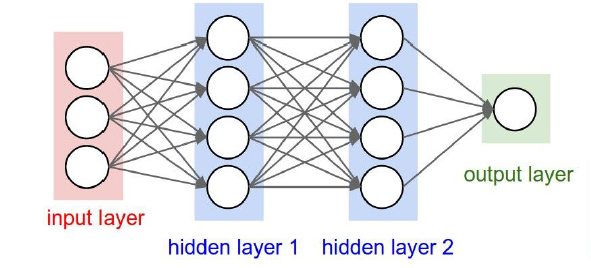 input layer
hidden layer 1
hidden layer 2
output layer